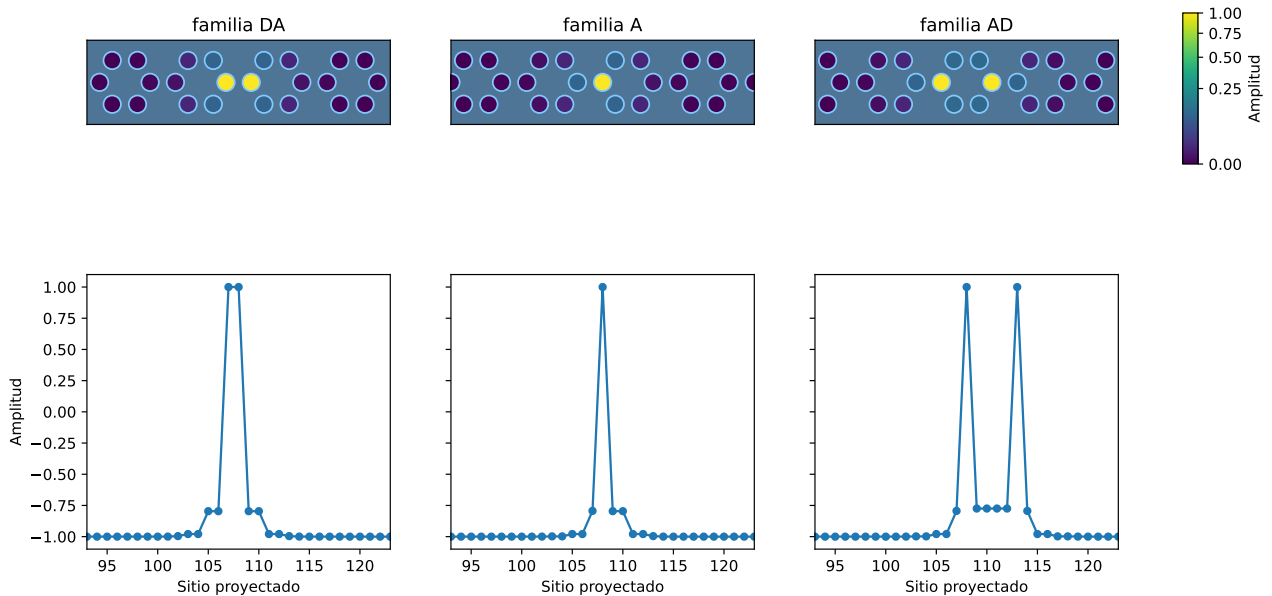 familia DA
familia A
familia AD
1.00
0.75
0.50
0.25
0.00
Amplitud
1.00
0.75
0.50
0.25
0.00
−0.25
−0.50
−0.75
−1.00
Amplitud
95 100 105 110 115 120
Sitio proyectado
95 100 105 110 115 120
Sitio proyectado
95 100 105 110 115 120
Sitio proyectado